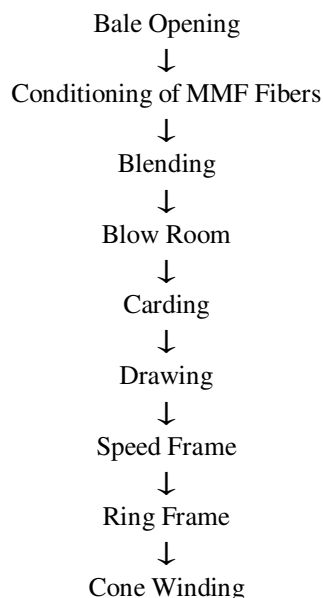 Bale Opening
↓
Conditioning of MMF Fibers
↓
Blending
↓
Blow Room
↓
Carding
↓
Drawing
↓
Speed Frame
↓
Ring Frame
↓
Cone Winding